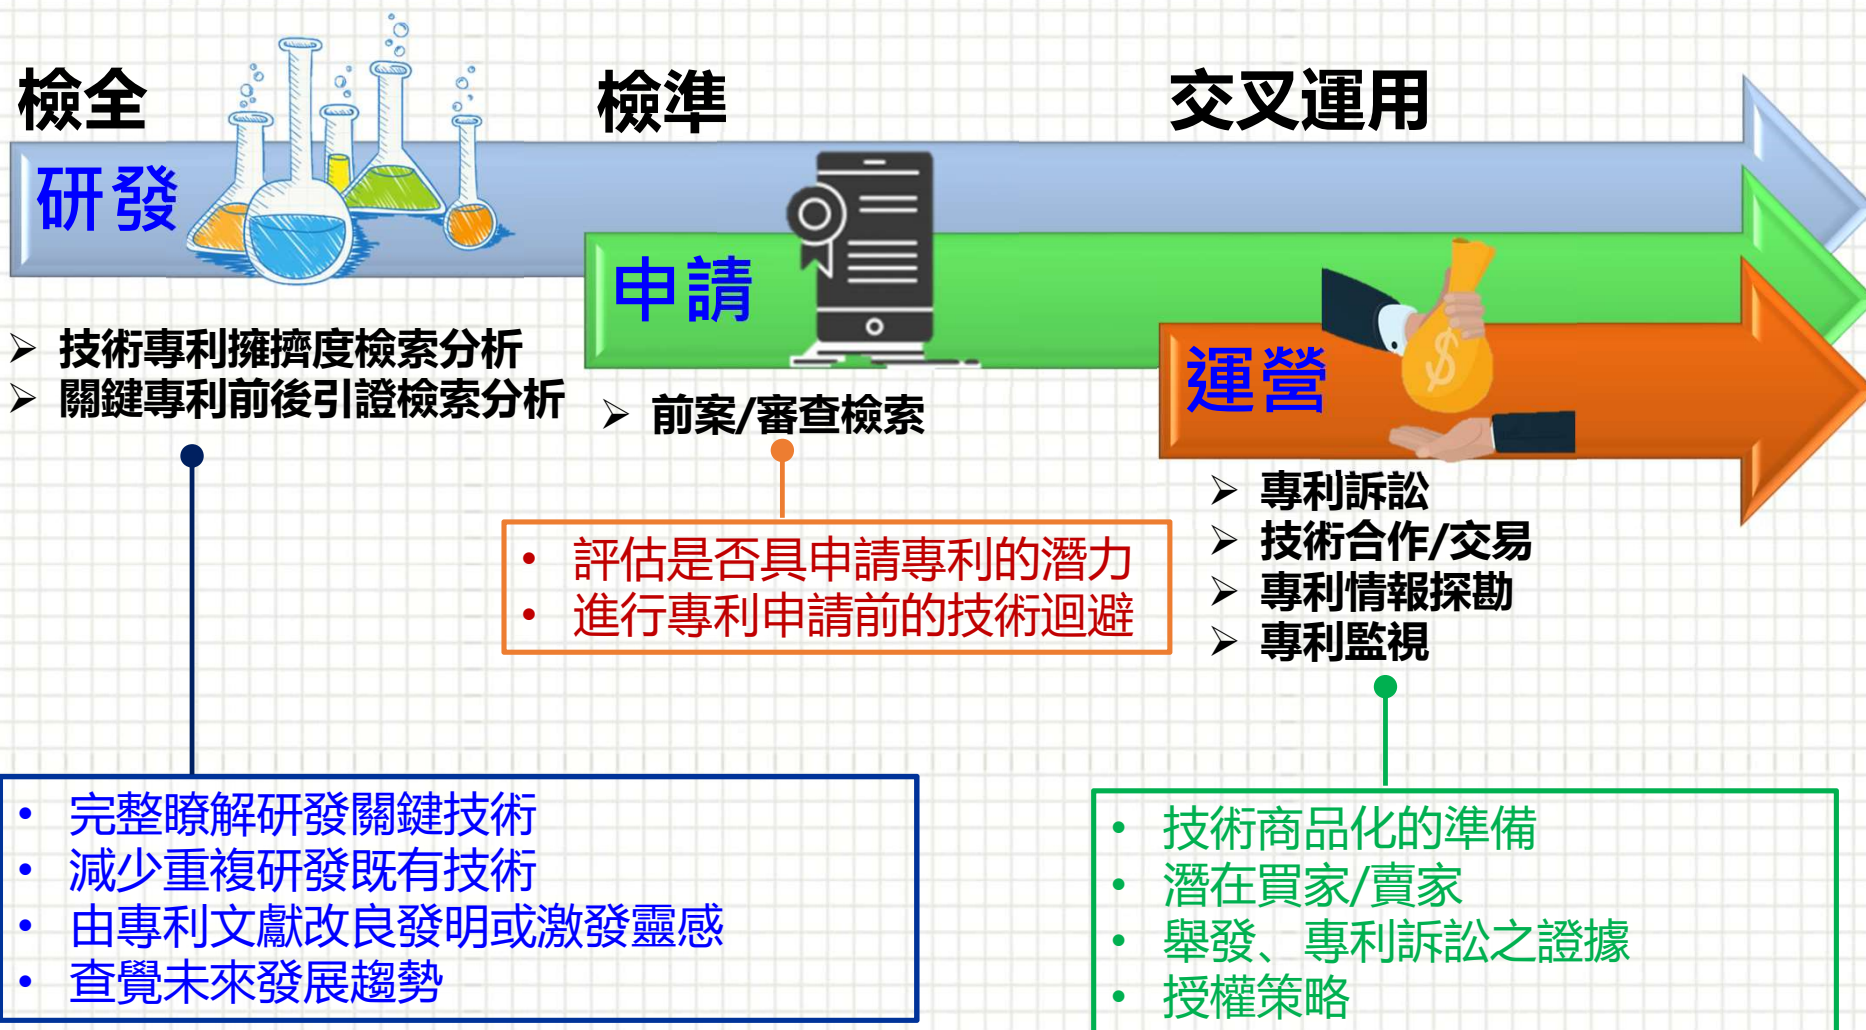 檢全
研發
➢ 技術專利擁擠度檢索分析
➢ 關鍵專利前後引證檢索分析
• 完整瞭解研發關鍵技術
• 減少重複研發既有技術
• 由專利文獻改良發明或激發靈感
• 查覺未來發展趨勢
檢準
申請
➢ 前案/審查檢索
• 評估是否具申請專利的潛力
• 進行專利申請前的技術迴避
交叉運用
運營
$
➢ 專利訴訟
➢ 技術合作/交易
➢ 專利情報探勘
➢ 專利監視
• 技術商品化的準備
• 潛在買家/賣家
• 舉發、專利訴訟之證據
• 授權策略